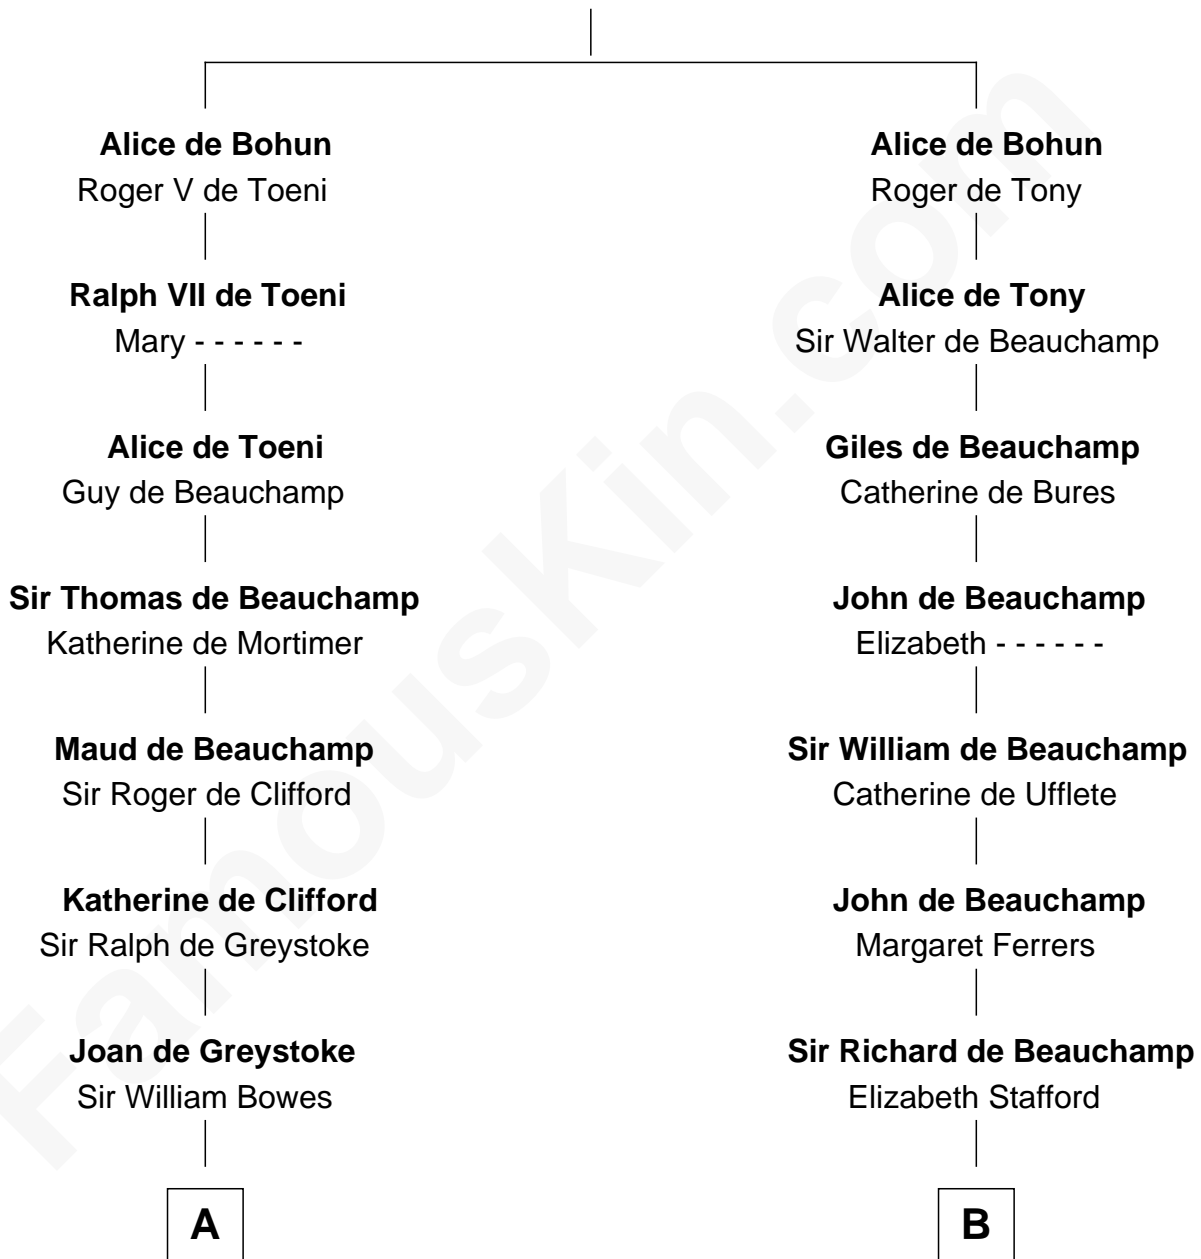 Alice de Bohun
Roger V de Toeni
Ralph VII de Toeni
Mary - - - - - -
Alice de Toeni
Guy de Beauchamp
Sir Thomas de Beauchamp
Katherine de Mortimer
Maud de Beauchamp
Sir Roger de Clifford
Katherine de Clifford
Sir Ralph de Greystoke
Joan de Greystoke
Sir William Bowes
A
Alice de Bohun
Roger de Tony
Alice de Tony
Sir Walter de Beauchamp
Giles de Beauchamp
Catherine de Bures
John de Beauchamp
Elizabeth - - - - - -
Sir William de Beauchamp
Catherine de Ufflete
John de Beauchamp
Margaret Ferrers
Sir Richard de Beauchamp
Elizabeth Stafford
B
FamousKin.com